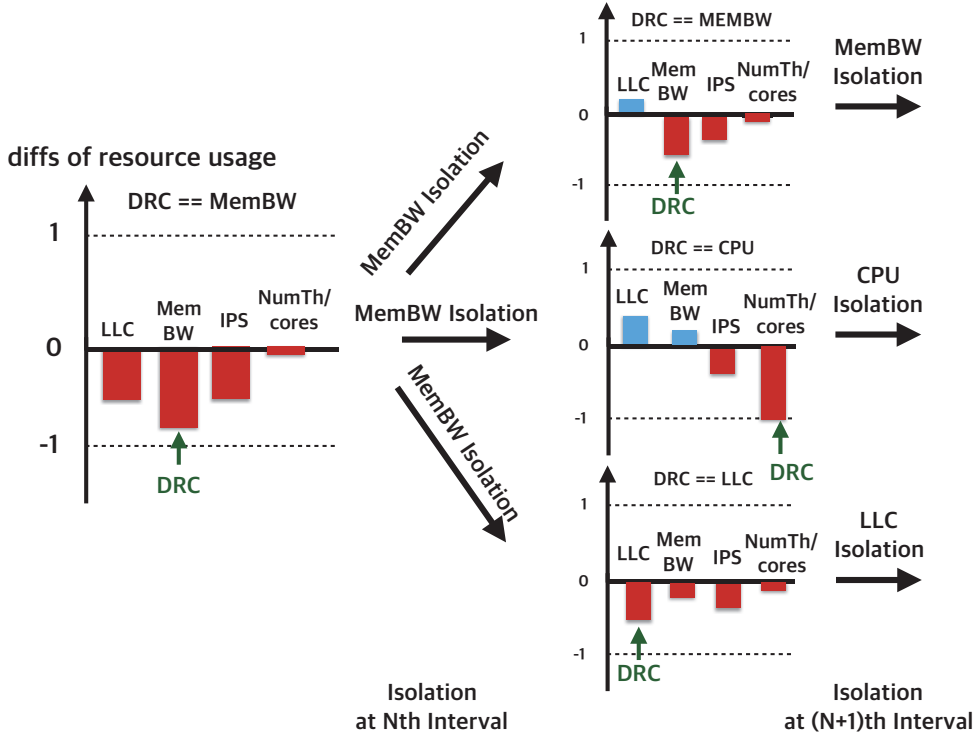 diffs of resource usage
DRC == MemBW
1
0
-1
LLC
Mem
BW
IPS
NumTh/
cores
DRC
MemBW Isolation
MemBW Isolation
MemBW Isolation
Isolation
at Nth Interval
DRC == MEMBW
1
0
-1
LLC
Mem
BW
IPS
NumTh/
cores
DRC
MemBW
Isolation
DRC == CPU
1
0
-1
LLC
Mem
BW
IPS
NumTh/
cores
DRC
CPU
Isolation
DRC == LLC
1
0
-1
LLC
Mem
BW
IPS
NumTh/
cores
DRC
LLC
Isolation
Isolation
at (N+1)th Interval